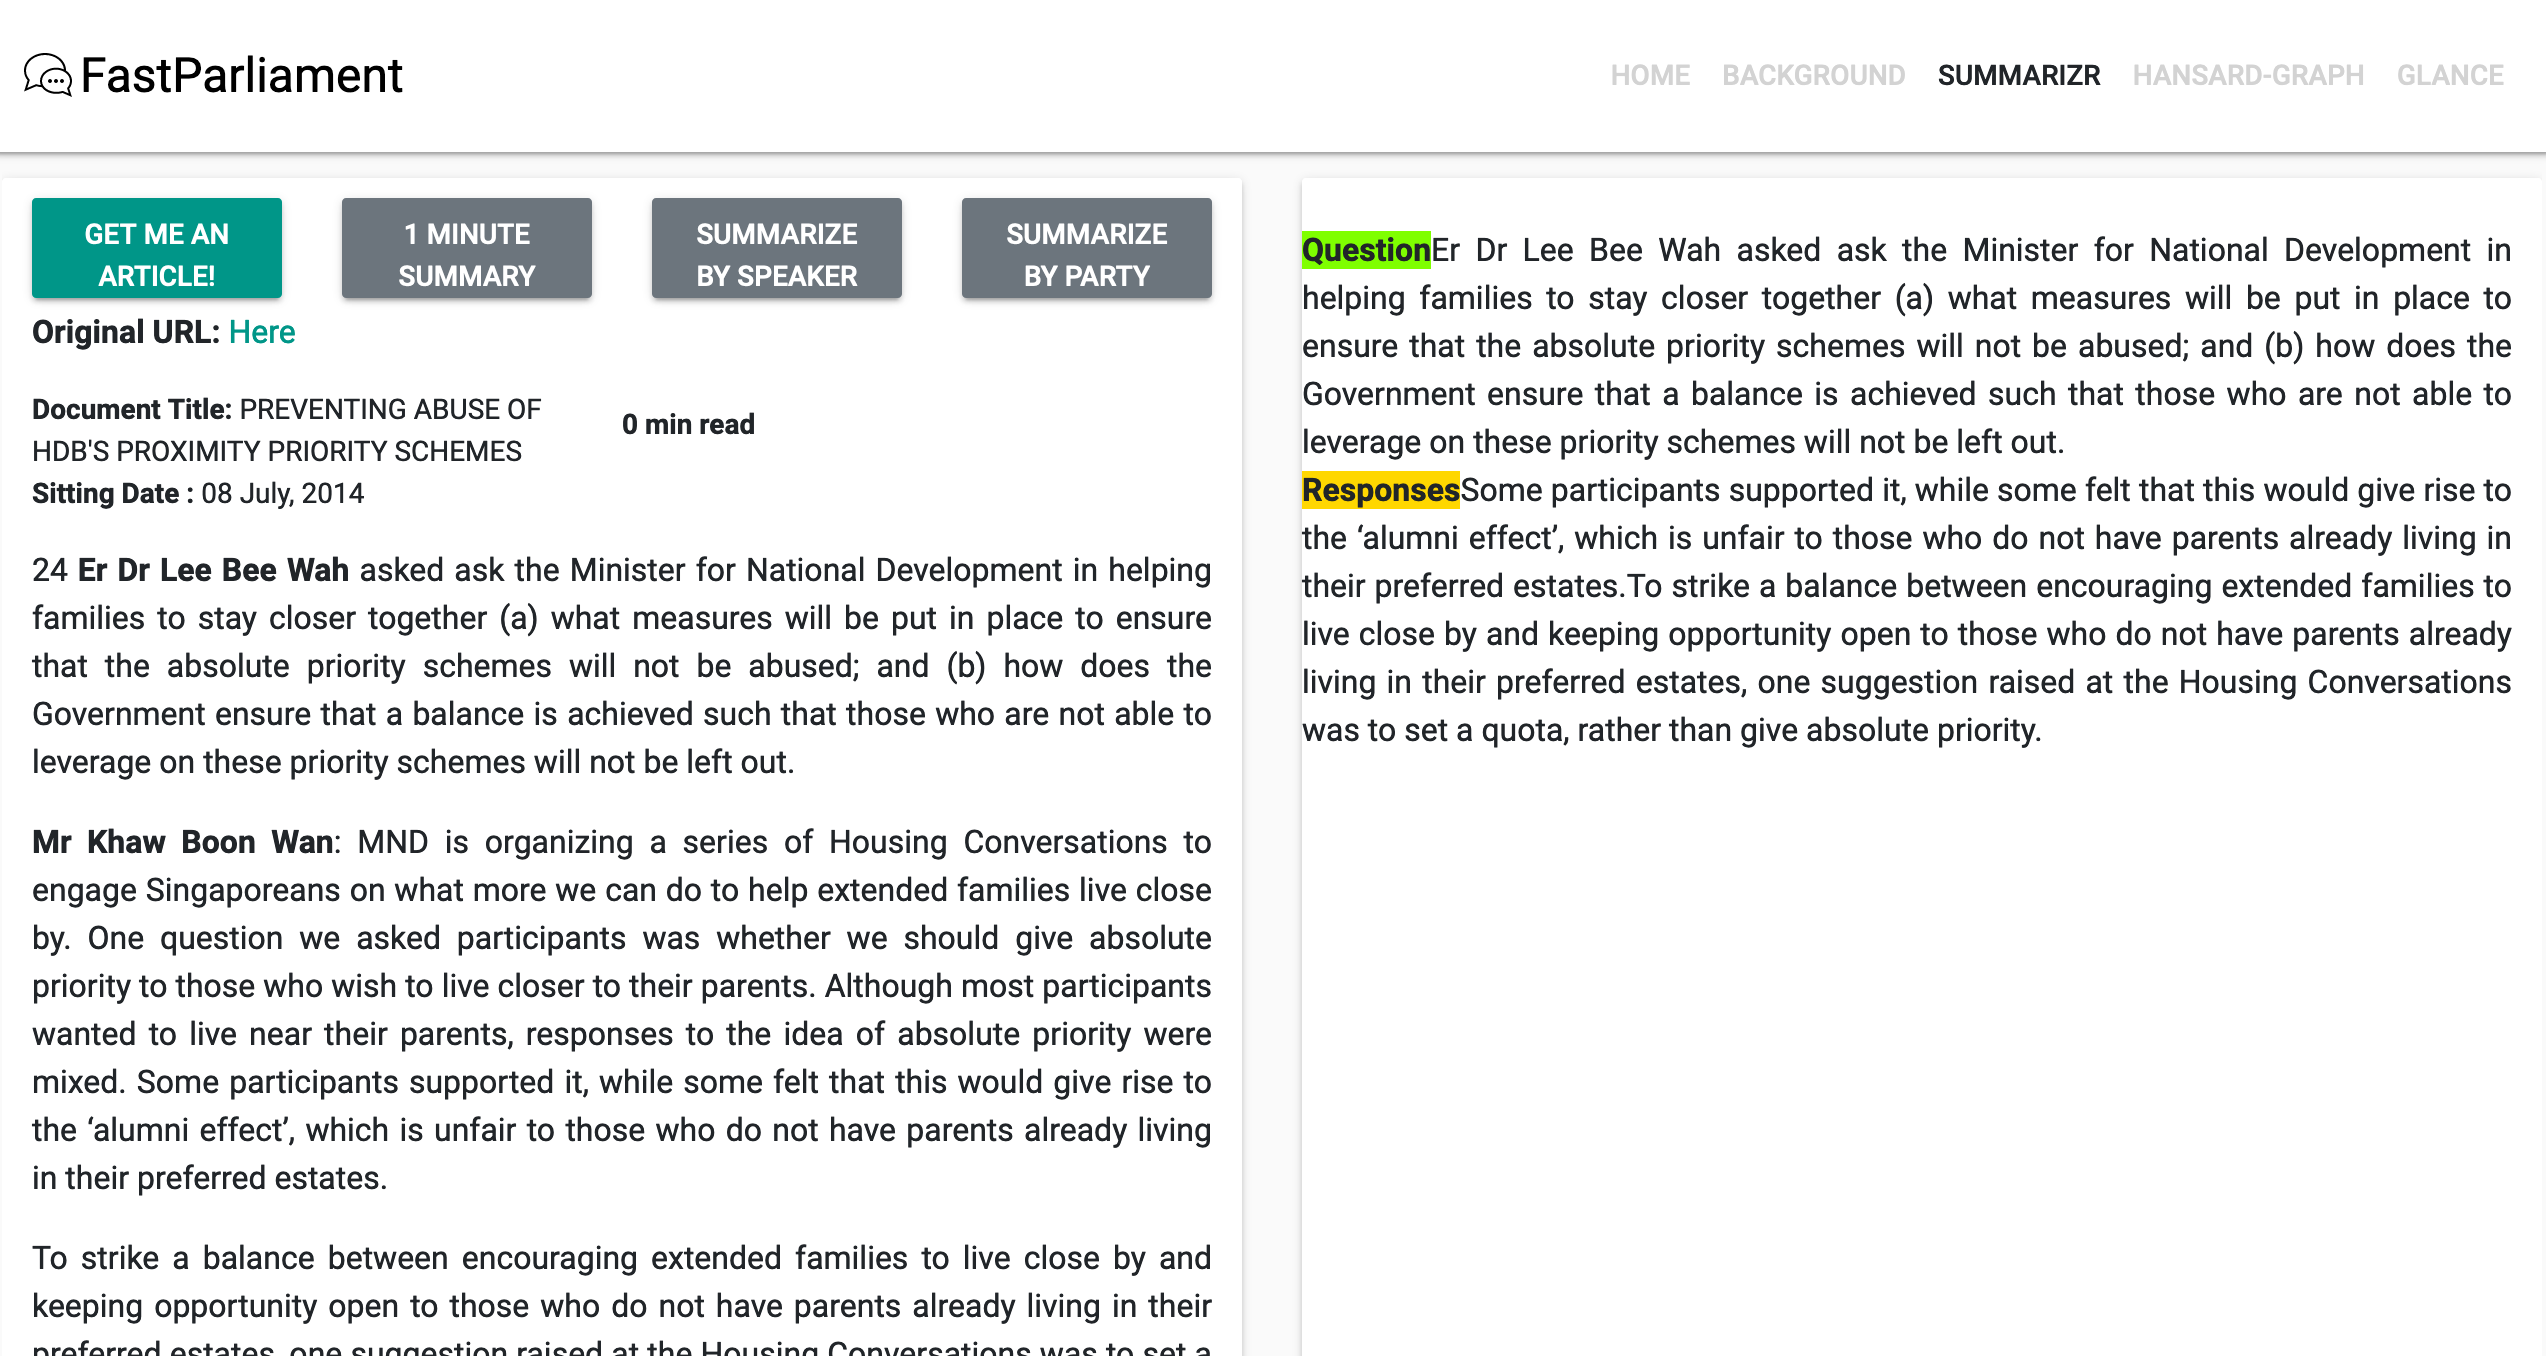 FastParliament
HOME BACKGROUND SUMMARIZR HANSARD-GRAPH GLANCE
GET ME AN
ARTICLE!
1 MINUTE
SUMMARY
SUMMARIZE
BY SPEAKER
SUMMARIZE
BY PARTY
Original URL: Here
Document Title: PREVENTING ABUSE OF
HDB'S PROXIMITY PRIORITY SCHEMES
Sitting Date : 08 July, 2014
0 min read
24 Er Dr Lee Bee Wah asked ask the Minister for National Development in helping
families to stay closer together (a) what measures will be put in place to ensure
that the absolute priority schemes will not be abused; and (b) how does the
Government ensure that a balance is achieved such that those who are not able to
leverage on these priority schemes will not be left out.
Mr Khaw Boon Wan: MND is organizing a series of Housing Conversations to
engage Singaporeans on what more we can do to help extended families live close
by. One question we asked participants was whether we should give absolute
priority to those who wish to live closer to their parents. Although most participants
wanted to live near their parents, responses to the idea of absolute priority were
mixed. Some participants supported it, while some felt that this would give rise to
the ‘alumni effect’, which is unfair to those who do not have parents already living
in their preferred estates.
To strike a balance between encouraging extended families to live close by and
keeping opportunity open to those who do not have parents already living in their
preferred estates, one suggestion raised at the Housing Conversations was to set a
QuestionEr Dr Lee Bee Wah asked ask the Minister for National Development in
helping families to stay closer together (a) what measures will be put in place to
ensure that the absolute priority schemes will not be abused; and (b) how does the
Government ensure that a balance is achieved such that those who are not able to
leverage on these priority schemes will not be left out.
ResponsesSome participants supported it, while some felt that this would give rise to
the ‘alumni effect’, which is unfair to those who do not have parents already living in
their preferred estates.To strike a balance between encouraging extended families to
live close by and keeping opportunity open to those who do not have parents already
living in their preferred estates, one suggestion raised at the Housing Conversations
was to set a quota, rather than give absolute priority.